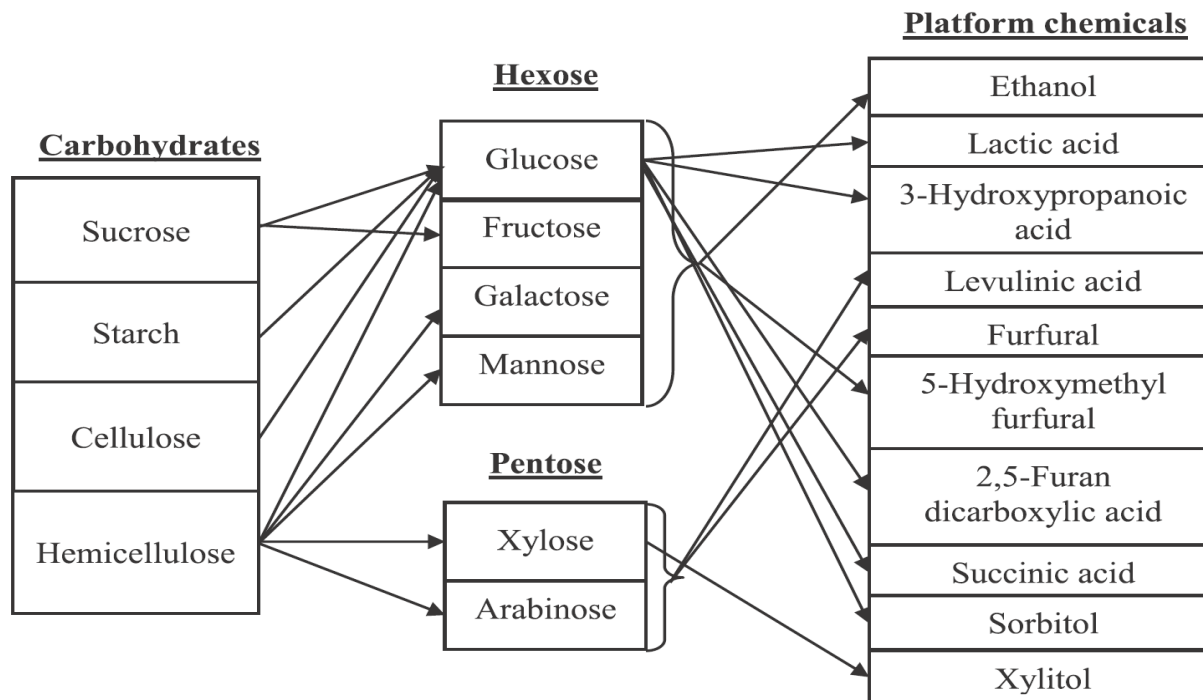 Carbohydrates
Sucrose
Starch
Cellulose
Hemicellulose
Hexose
Glucose
Fructose
Galactose
Mannose
Pentose
Xylose
Arabinose
Platform chemicals
Ethanol
Lactic acid
3-Hydroxypropanoic
acid
Levulinic acid
Furfural
5-Hydroxymethyl
furfural
2,5-Furan
dicarboxylic acid
Succinic acid
Sorbitol
Xylitol